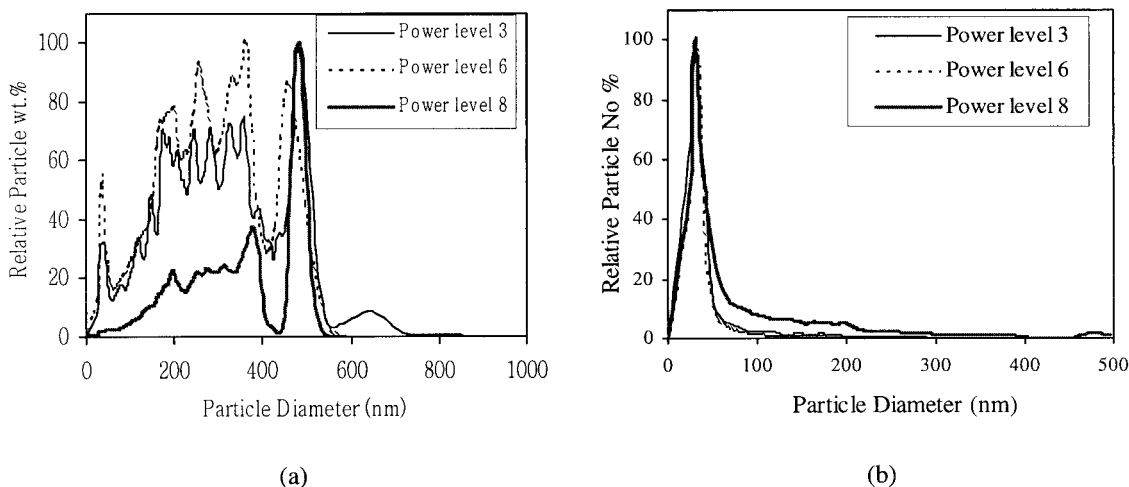 Power level 3
Power level 6
Power level 8
Relative Particle wt.%
100
80
60
40
20
0
0 200 400 600 800 1000
Particle Diameter (nm)
(a)
Power level 3
Power level 6
Power level 8
Relative Particle No %
100
80
60
40
20
0
0 100 200 300 400 500
Particle Diameter (nm)
(b)